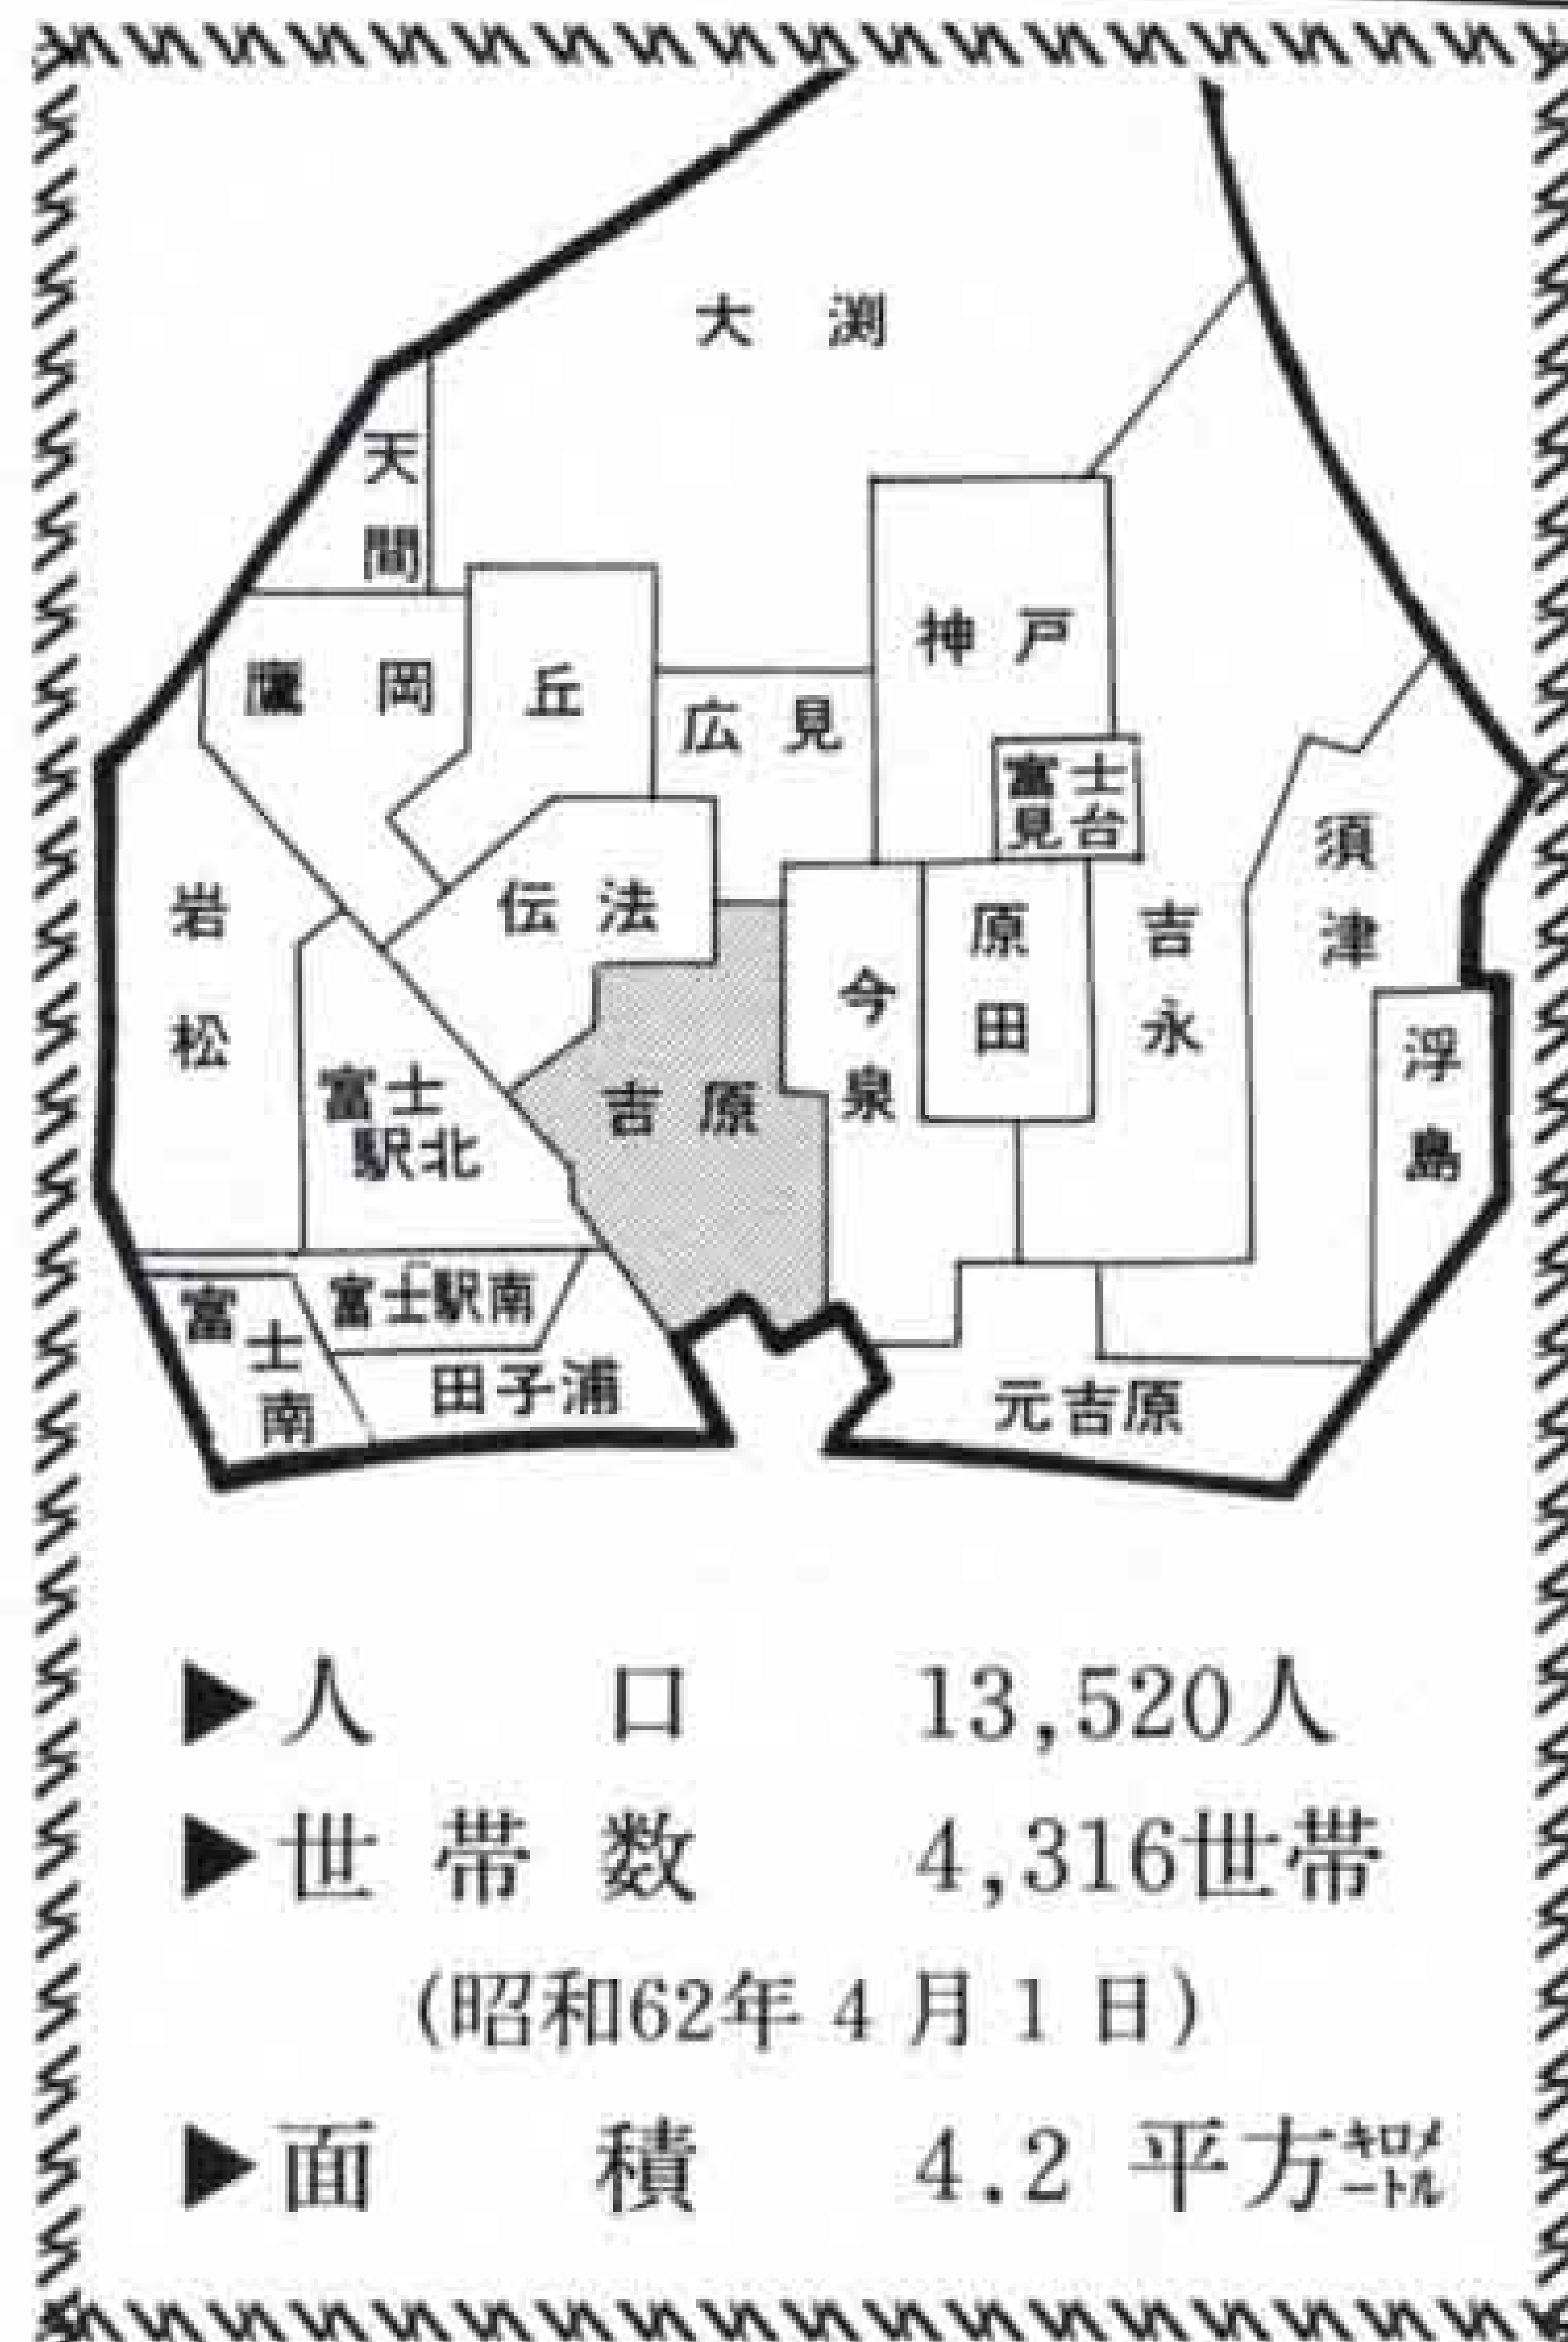 大渕
天間
神戸
鷹岡
丘
広見
富士
見台
須津
岩松
伝法
原田
吉永
今泉
浮島
富士
駅北
吉原
富士南
富士駅南
田子浦
元吉原
▶人口 13,520人
▶世帯数 4,316世帯
(昭和62年4月1日)
▶面積 4.2平方キロメートル